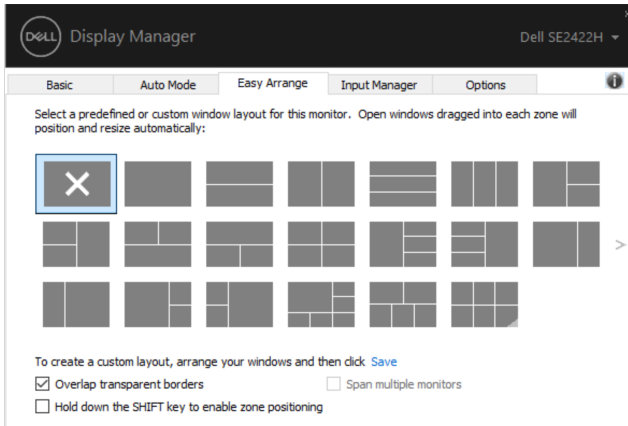 DELL Display Manager
Dell SE2422H
Basic Auto Mode Easy Arrange Input Manager Options
Select a predefined or custom window layout for this monitor. Open windows dragged into each zone will
position and resize automatically:
To create a custom layout, arrange your windows and then click Save
Overlap transparent borders
Span multiple monitors
Hold down the SHIFT key to enable zone positioning